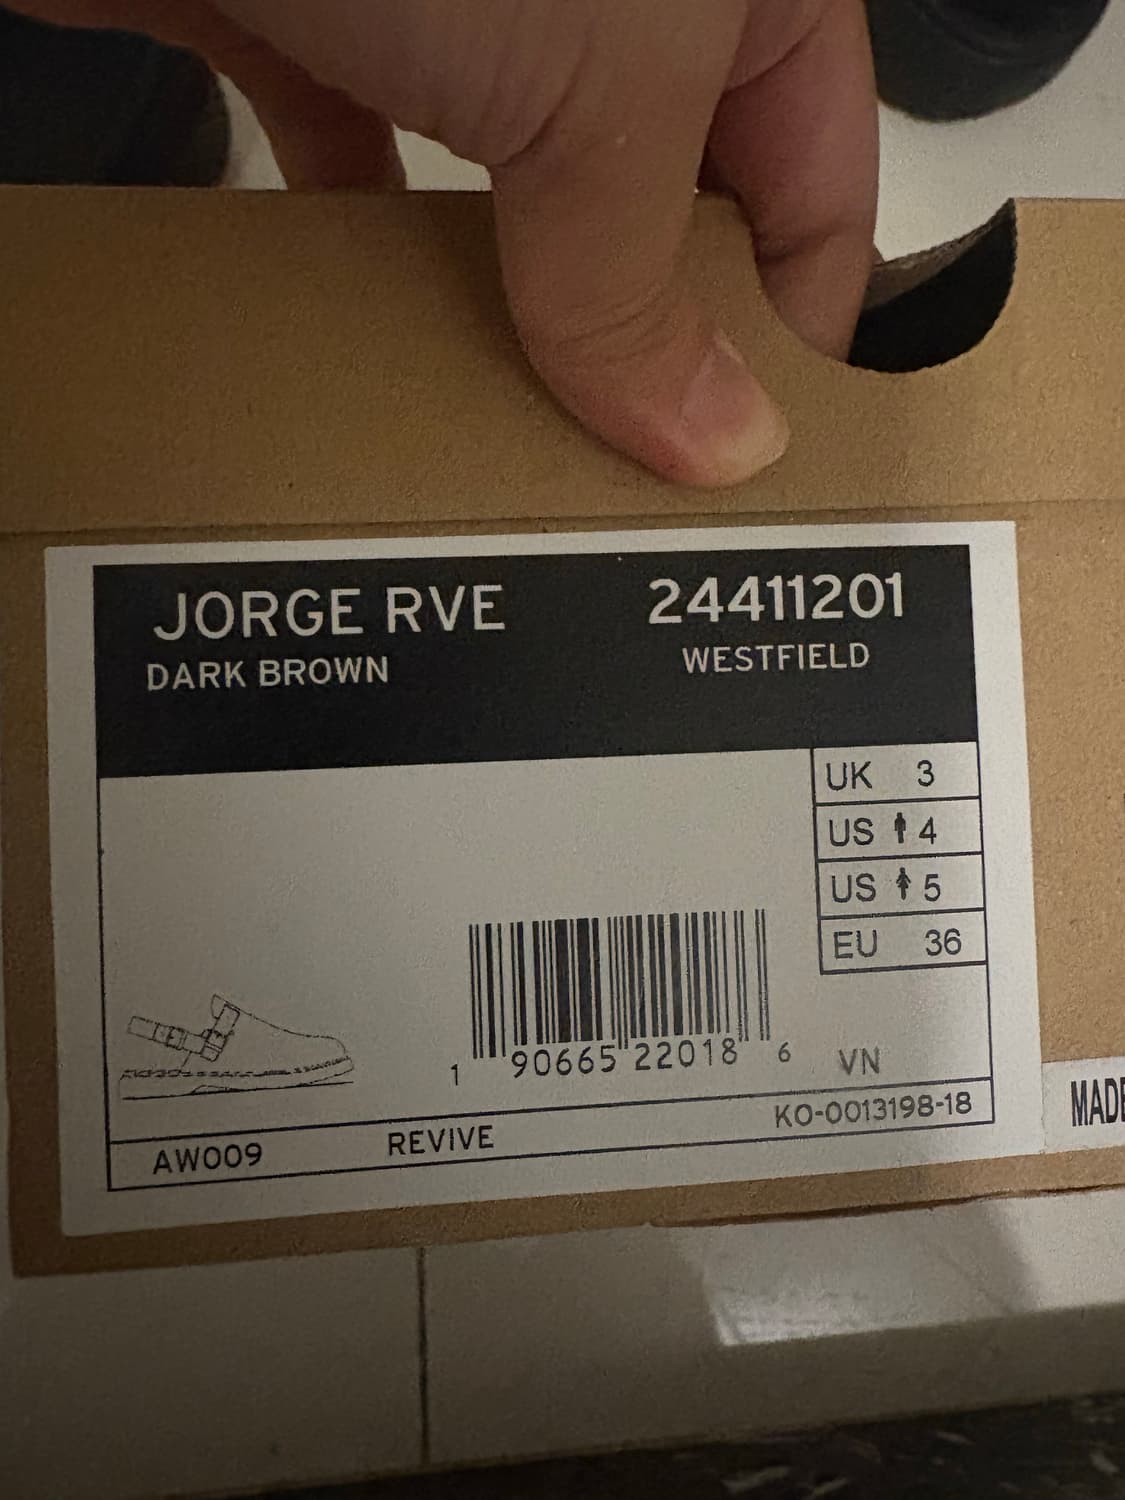 JORGE RVE 24411201
DARK BROWN WESTFIELD
UK 3
US 4
US 5
EU 36
1 90665 22018 6 VN
KO-0013198-18
AW009 REVIVE
MADE